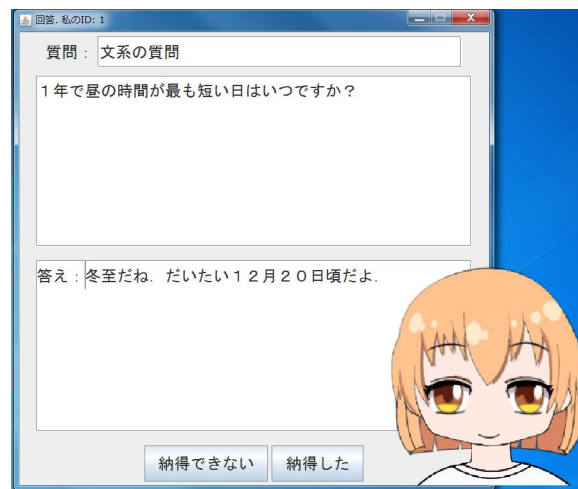 回答. 私のID: 1
質問： 文系の質問
１年で昼の時間が最も短い日はいつですか？
答え：冬至だね．だいたい１２月２０日頃だよ．
納得できない 納得した